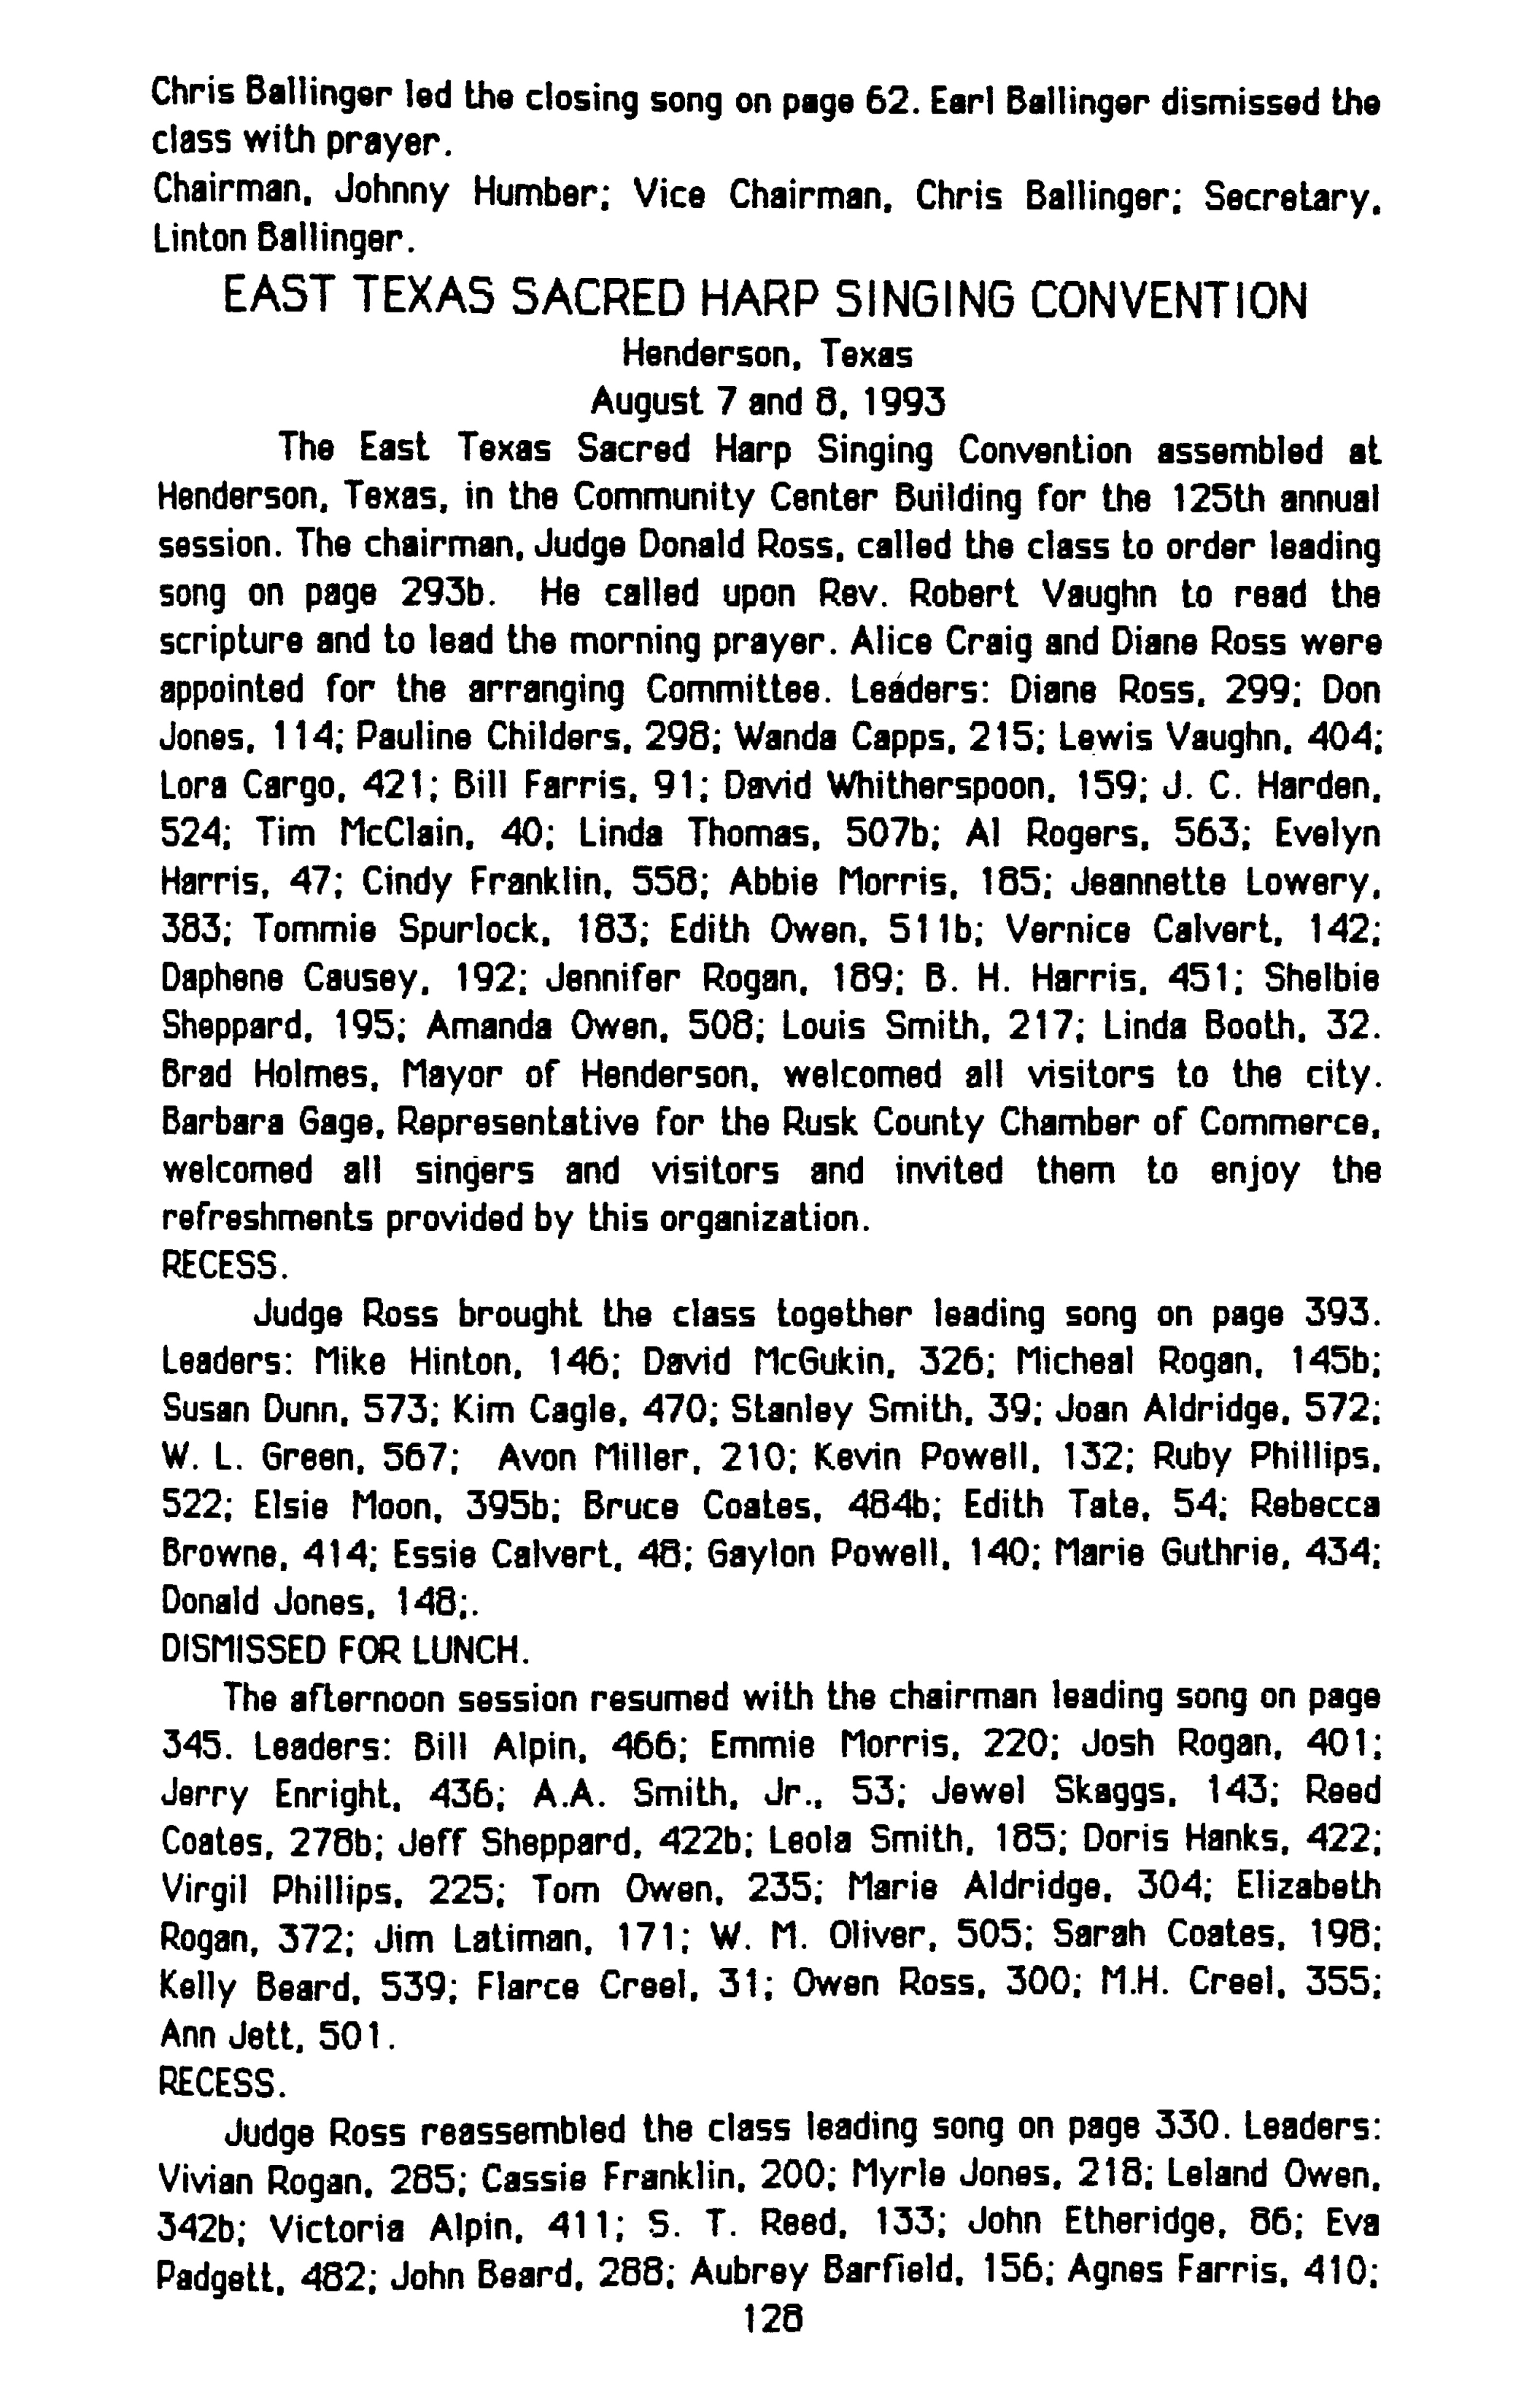 Chris Ballinger led the closing song on page 62. Earl Ballinger dismissed the
class with prayer.
Chairman, Johnny Humber; Vice Chairman, Chris Ballinger; Secretary,
Linton Ballinger.
EAST TEXAS SACRED HARP SINGING CONVENTION
Henderson, Texas
August 7 and 8, 1993
The East Texas Sacred Harp Singing Convention assembled at
Henderson, Texas, in the Community Center Building for the 125th annual
session. The chairman, Judge Donald Ross, called the class to order leading
song on page 293b. He called upon Rev. Robert Vaughn to read the
scripture and to lead the morning prayer. Alice Craig and Diane Ross were
appointed for the arranging Committee. Leaders: Diane Ross, 299; Don
Jones, 114; Pauline Childers, 298; Wanda Capps, 215; Lewis Vaughn, 404;
Lora Cargo, 421; Bill Farris, 91; David Whitherspoon, 159; J. C. Harden,
524; Tim McClain, 40; Linda Thomas, 507b; Al Rogers, 563; Evelyn
Harris, 47; Cindy Franklin, 558; Abbie Morris, 185; Jeannette Lowery,
383; Tommie Spurlock, 183; Edith Owen, 511b; Vernice Calvert, 142;
Daphene Causey, 192; Jennifer Rogan, 189; B. H. Harris, 451; Shelbie
Sheppard, 195; Amanda Owen, 508; Louis Smith, 217; Linda Booth, 32.
Brad Holmes, Mayor of Henderson, welcomed all visitors to the city.
Barbara Gage, Representative for the Rusk County Chamber of Commerce,
welcomed all singers and visitors and invited them to enjoy the
refreshments provided by this organization.
RECESS.
Judge Ross brought the class together leading song on page 393.
Leaders: Mike Hinton, 146; David McGukin, 326; Micheal Rogan, 145b;
Susan Dunn, 573; Kim Cagle, 470; Stanley Smith, 39; Joan Aldridge, 572;
W. L. Green, 567; Avon Miller, 210; Kevin Powell, 132; Ruby Phillips,
522; Elsie Moon, 395b; Bruce Coates, 484b; Edith Tate, 54; Rebecca
Browne, 414; Essie Calvert, 48; Gaylon Powell, 140; Marie Guthrie, 434;
Donald Jones, 148;.
DISMISSED FOR LUNCH.
The afternoon session resumed with the chairman leading song on page
345. Leaders: Bill Alpin, 466; Emmie Morris, 220; Josh Rogan, 401;
Jerry Enright, 436; A.A. Smith, Jr., 53; Jewel Skaggs, 143; Reed
Coates, 278b; Jeff Sheppard, 422b; Leola Smith, 185; Doris Hanks, 422;
Virgil Phillips, 225; Tom Owen, 235; Marie Aldridge, 304; Elizabeth
Rogan, 372; Jim Latiman, 171; W. M. Oliver, 505; Sarah Coates, 198;
Kelly Beard, 539; Flarce Creel, 31; Owen Ross, 300; M.H. Creel, 355;
Ann Jett, 501.
RECESS.
Judge Ross reassembled the class leading song on page 330. Leaders:
Vivian Rogan, 285; Cassie Franklin, 200; Myrle Jones, 218; Leland Owen,
342b; Victoria Alpin, 411; S. T. Reed, 133; John Etheridge, 86; Eva
Padgett, 482; John Beard, 288; Aubrey Barfield, 156; Agnes Farris, 410;
128